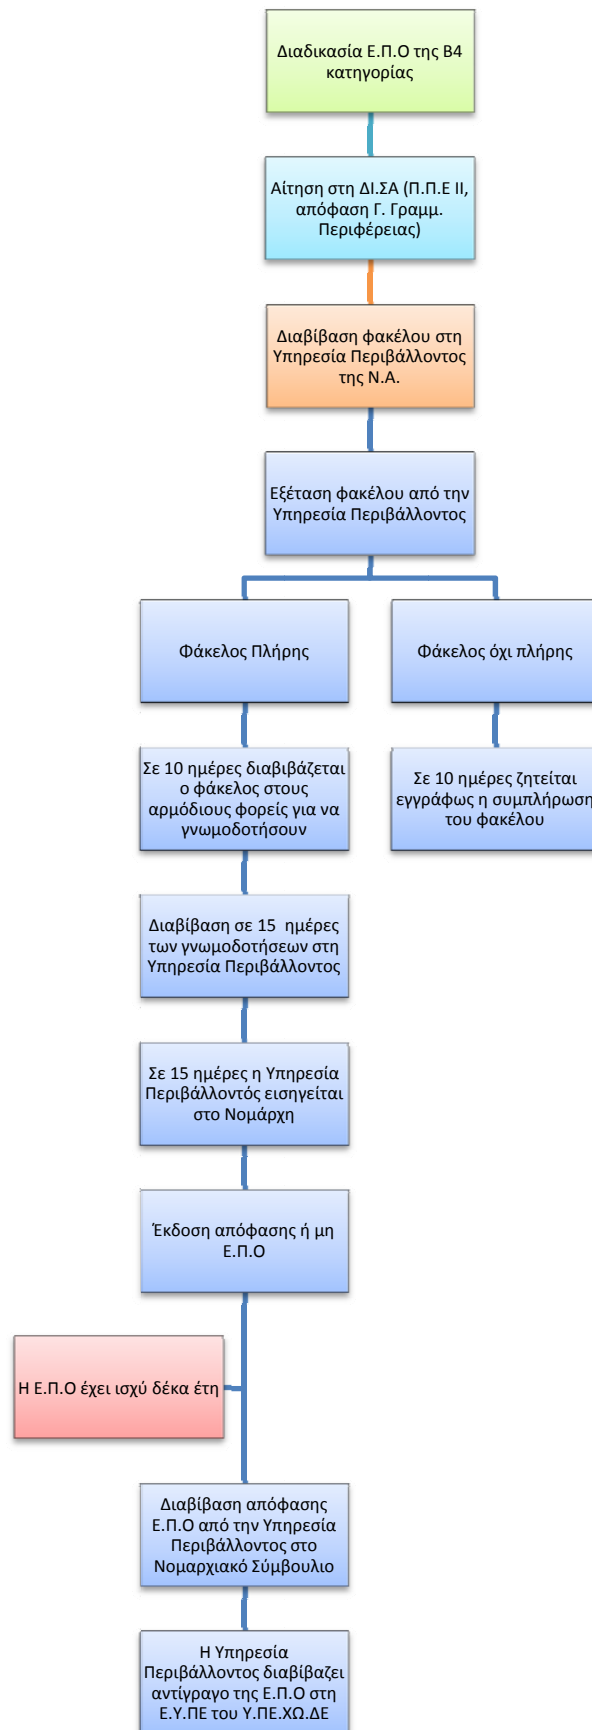 Διαδικασία Ε.Π.Ο της Β4
κατηγορίας
Αίτηση στη ΔΙ.ΣΑ (Π.Π.Ε ΙΙ,
απόφαση Γ. Γραμμ.
Περιφέρειας)
Διαβίβαση φακέλου στη
Υπηρεσία Περιβάλλοντος
της Ν.Α.
Εξέταση φακέλου από την
Υπηρεσία Περιβάλλοντος
Φάκελος Πλήρης
Φάκελος όχι πλήρης
Σε 10 ημέρες διαβιβάζεται
ο φάκελος στους
αρμόδιους φορείς για να
γνωμοδοτήσουν
Σε 10 ημέρες ζητείται
εγγράφως η συμπλήρωση
του φακέλου
Διαβίβαση σε 15 ημέρες
των γνωμοδοτήσεων στη
Υπηρεσία Περιβάλλοντος
Σε 15 ημέρες η Υπηρεσία
Περιβάλλοντός εισηγείται
στο Νομάρχη
Έκδοση απόφασης ή μη
Ε.Π.Ο
Η Ε.Π.Ο έχει ισχύ δέκα έτη
Διαβίβαση απόφασης
Ε.Π.Ο από την Υπηρεσία
Περιβάλλοντος στο
Νομαρχιακό Σύμβουλιο
Η Υπηρεσία
Περιβάλλοντος διαβίβαζει
αντίγραγο της Ε.Π.Ο στη
Ε.Υ.ΠΕ του Υ.ΠΕ.ΧΩ.ΔΕ